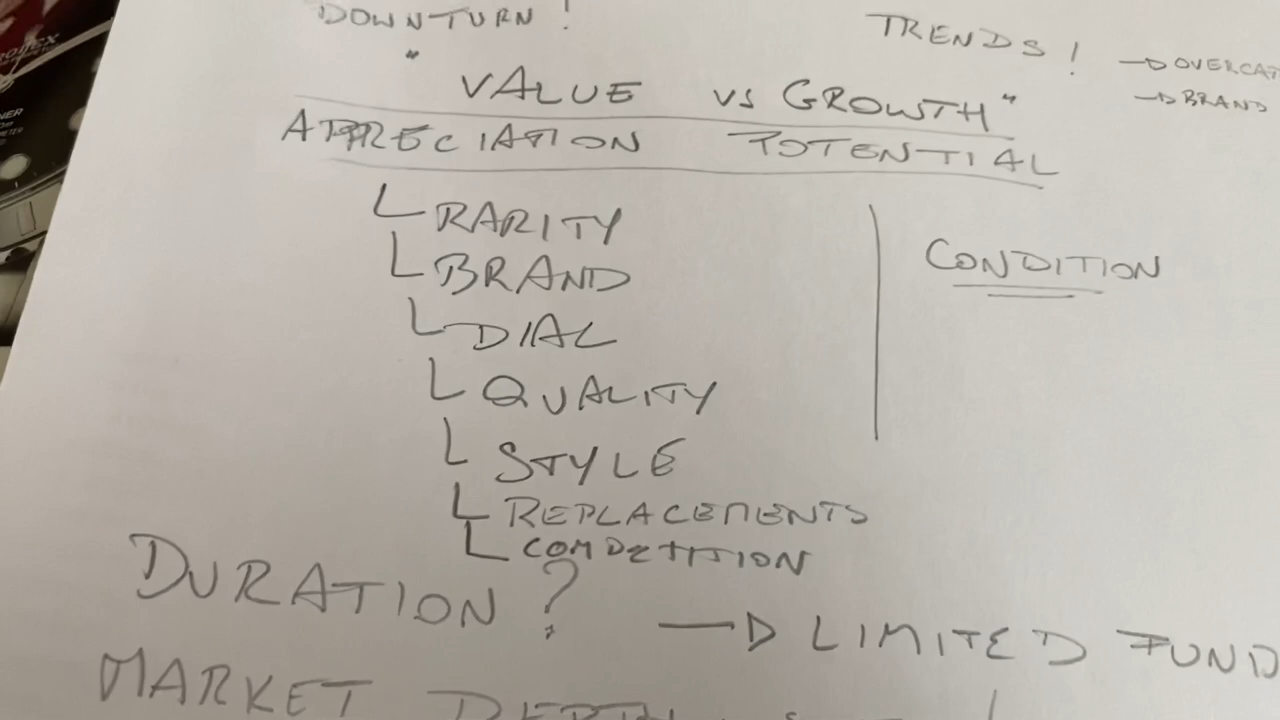 DOWNTURN!
TRENDS!
→ OVERCAT
→ BRAND
"VALUE vs GROWTH"
APPRECIATION POTENTIAL
RARITY
BRAND
DIAL
QUALITY
STYLE
REPLACEMENTS
COMPETITION
CONDITION
DURATION?
→ LIMITED FUND
MARKET